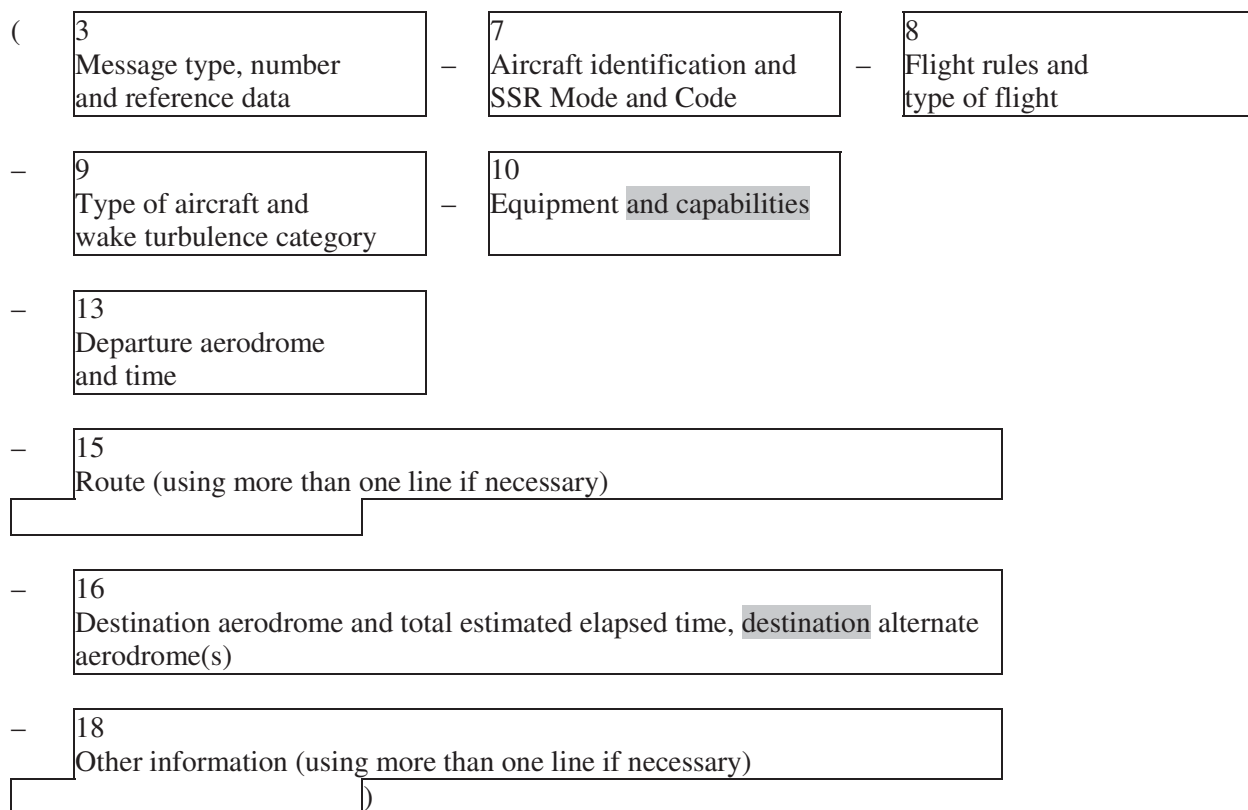 ( 3 7 8
Message type, number – Aircraft identification and – Flight rules and
and reference data SSR Mode and Code type of flight
– 9 10
Type of aircraft and – Equipment and capabilities
wake turbulence category
– 13
Departure aerodrome
and time
– 15
Route (using more than one line if necessary)
– 16
Destination aerodrome and total estimated elapsed time, destination alternate
aerodrome(s)
– 18
Other information (using more than one line if necessary)
)